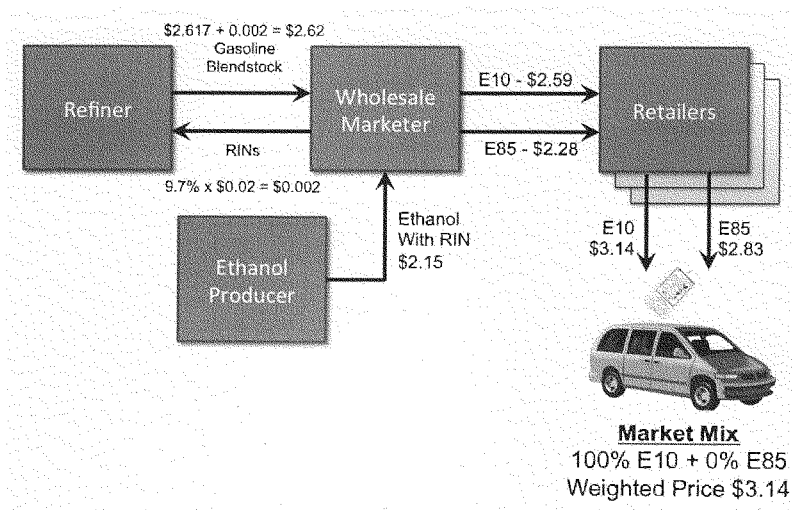 $2.617 + 0.002 = $2.62
Gasoline
Blendstock
Refiner
Wholesale
Marketer
E10 - $2.59
E85 - $2.28
Retailers
RINs
9.7% x $0.02 = $0.002
Ethanol
With RIN
$2.15
Ethanol
Producer
E10
$3.14
E85
$2.83
Market Mix
100% E10 + 0% E85
Weighted Price $3.14